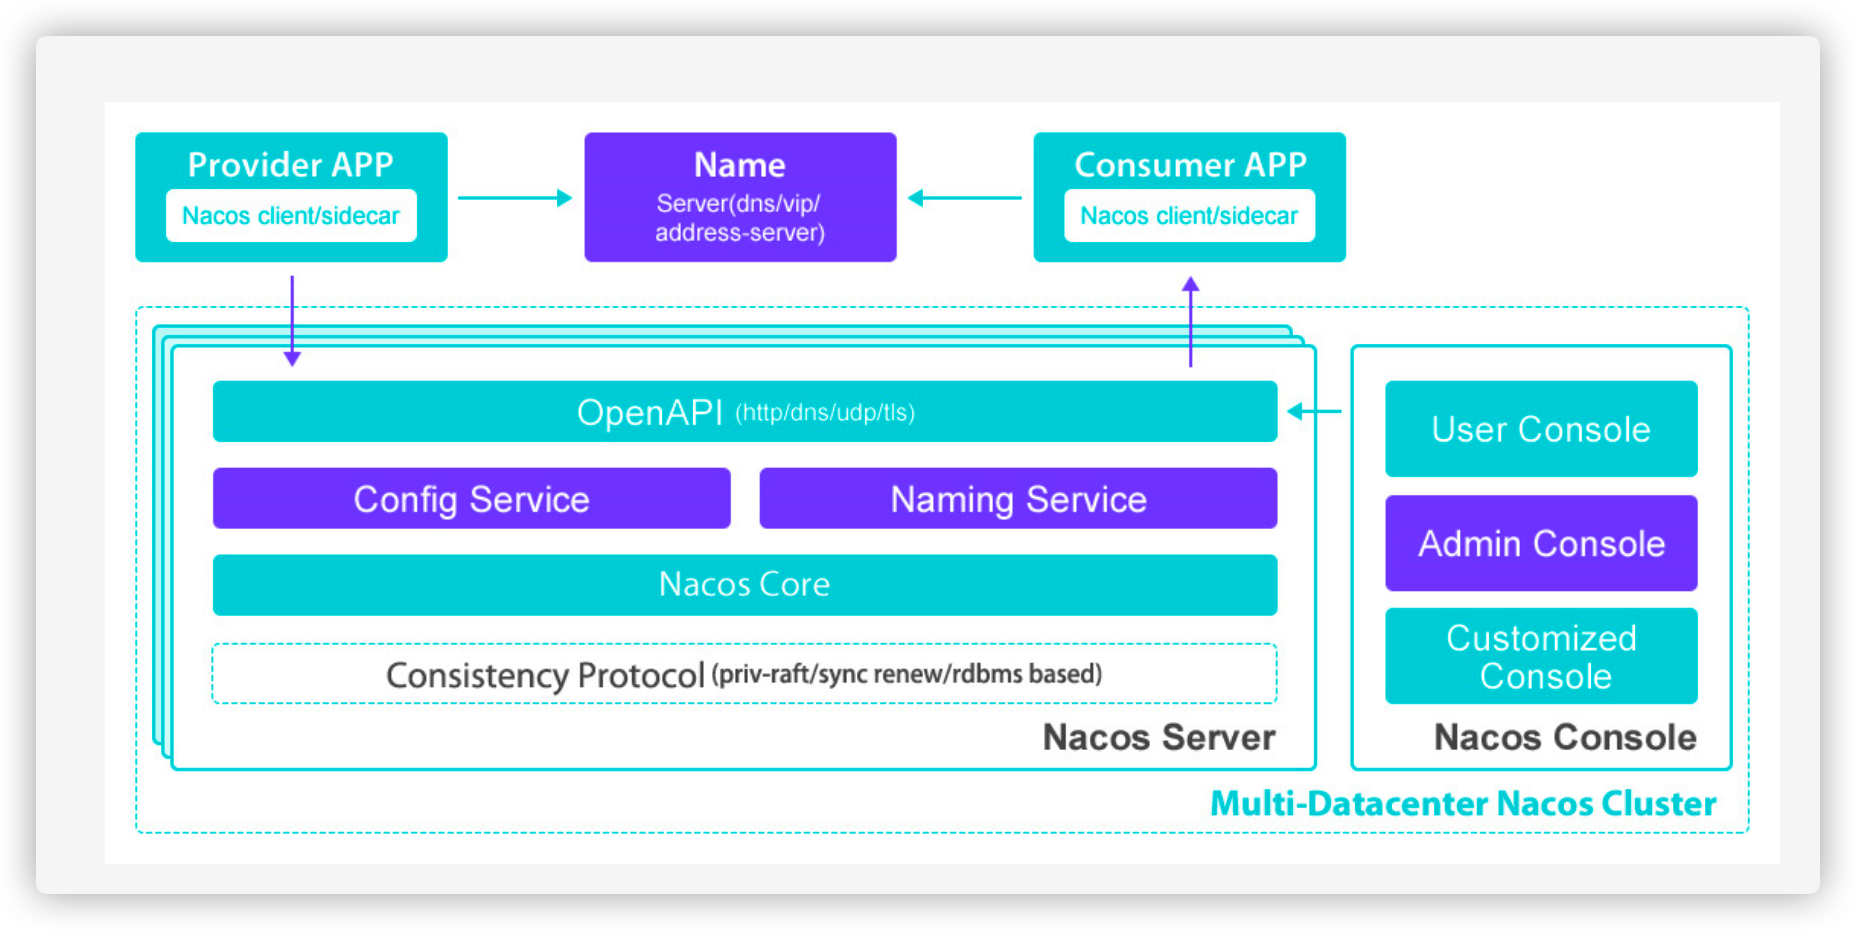 Provider APP
Nacos client/sidecar
Name
Server(dns/vip/
address-server)
Consumer APP
Nacos client/sidecar
OpenAPI (http/dns/udp/tls)
Config Service
Naming Service
Nacos Core
Consistency Protocol (priv-raft/sync renew/rdbms based)
Nacos Server
User Console
Admin Console
Customized
Console
Nacos Console
Multi-Datacenter Nacos Cluster